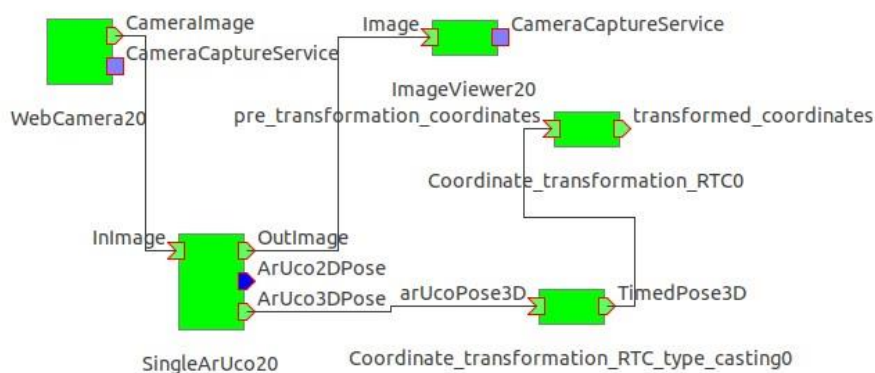 CameraImage
CameraCaptureService
WebCamera20
Image
CameraCaptureService
ImageViewer20
pre_transformation_coordinates
transformed_coordinates
Coordinate_transformation_RTC0
InImage
OutImage
ArUco2DPose
ArUco3DPose
SingleArUco20
arUcoPose3D
TimedPose3D
Coordinate_transformation_RTC_type_casting0